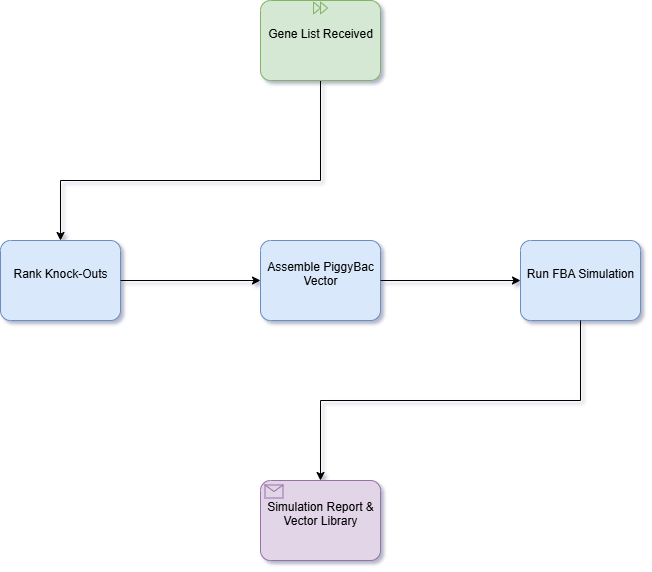 Gene List Received
Rank Knock-Outs
Assemble PiggyBac
Vector
Run FBA Simulation
Simulation Report &
Vector Library